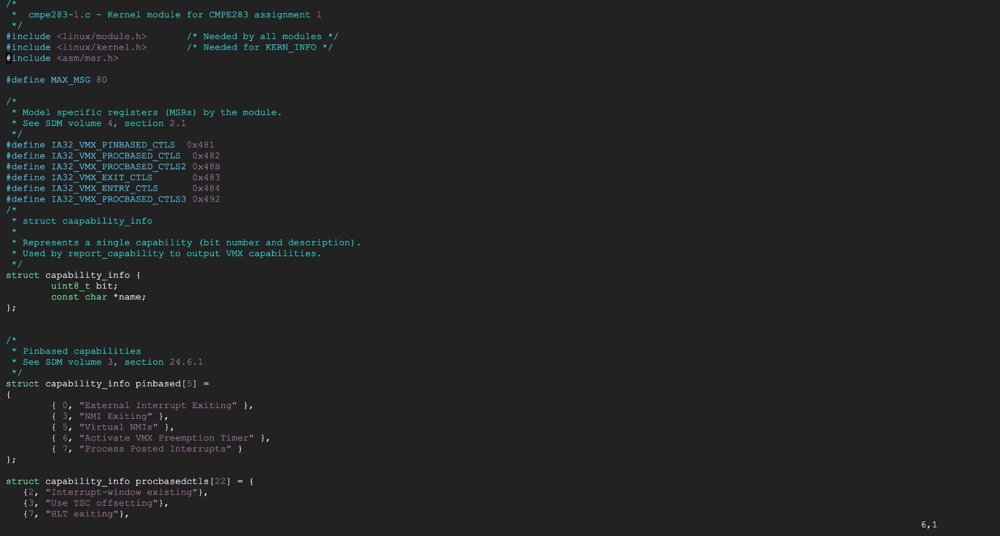 /*
 *  cmpe283-1.c - Kernel module for CMPE283 assignment 1
 */
#include <linux/module.h>       /* Needed by all modules */
#include <linux/kernel.h>       /* Needed for KERN_INFO */
#include <asm/msr.h>

#define MAX_MSG 80

/*
 * Model specific registers (MSRs) by the module.
 * See SDM volume 4, section 2.1
 */
#define IA32_VMX_PINBASED_CTLS  0x481
#define IA32_VMX_PROCBASED_CTLS  0x482
#define IA32_VMX_PROCBASED_CTLS2 0x48B
#define IA32_VMX_EXIT_CTLS       0x483
#define IA32_VMX_ENTRY_CTLS      0x484
#define IA32_VMX_PROCBASED_CTLS3 0x492
/*
 * struct caapability_info
 *
 * Represents a single capability (bit number and description).
 * Used by report_capability to output VMX capabilities.
 */
struct capability_info {
        uint8_t bit;
        const char *name;
};


/*
 * Pinbased capabilities
 * See SDM volume 3, section 24.6.1
 */
struct capability_info pinbased[5] =
{
        { 0, "External Interrupt Exiting" },
        { 3, "NMI Exiting" },
        { 5, "Virtual NMIs" },
        { 6, "Activate VMX Preemption Timer" },
        { 7, "Process Posted Interrupts" }
};

struct capability_info procbasedctls[22] = {
   {2, "Interrupt-window existing"},
   {3, "Use TSC offsetting"},
   {7, "HLT exiting"},
6,1